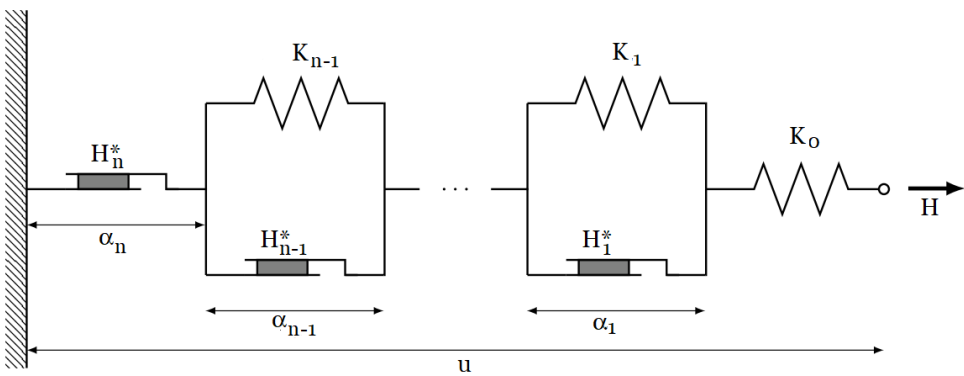 K_{n-1}
K_1
K_0
H^*_n
H
α_n
H^*_{n-1}
H^*_1
α_{n-1}
α_1
u
...